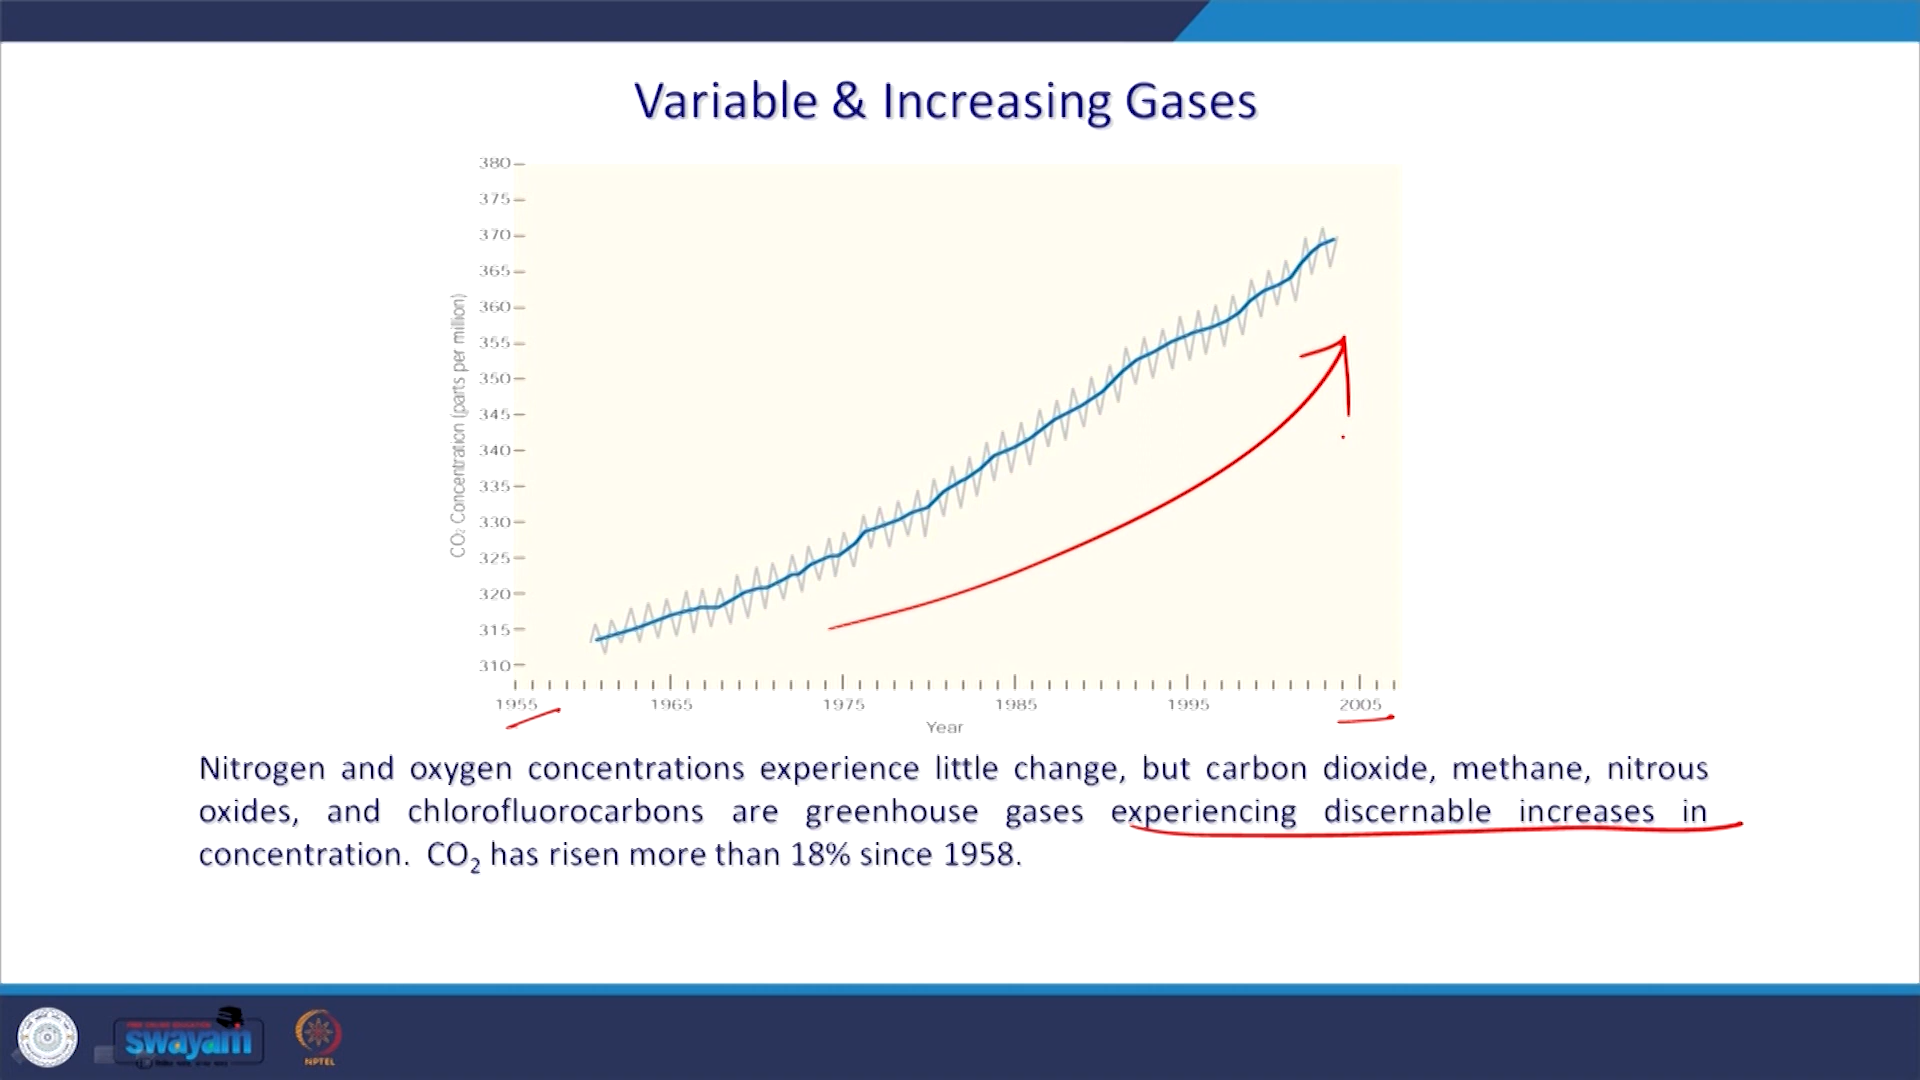 Variable & Increasing Gases
380
375
370
365
360
355
350
345
340
335
330
325
320
315
310
CO₂ Concentration (parts per million)
1955 1965 1975 1985 1995 2005
Year
Nitrogen and oxygen concentrations experience little change, but carbon dioxide, methane, nitrous
oxides, and chlorofluorocarbons are greenhouse gases experiencing discernable increases in
concentration. CO₂ has risen more than 18% since 1958.
swayam
NPTEL